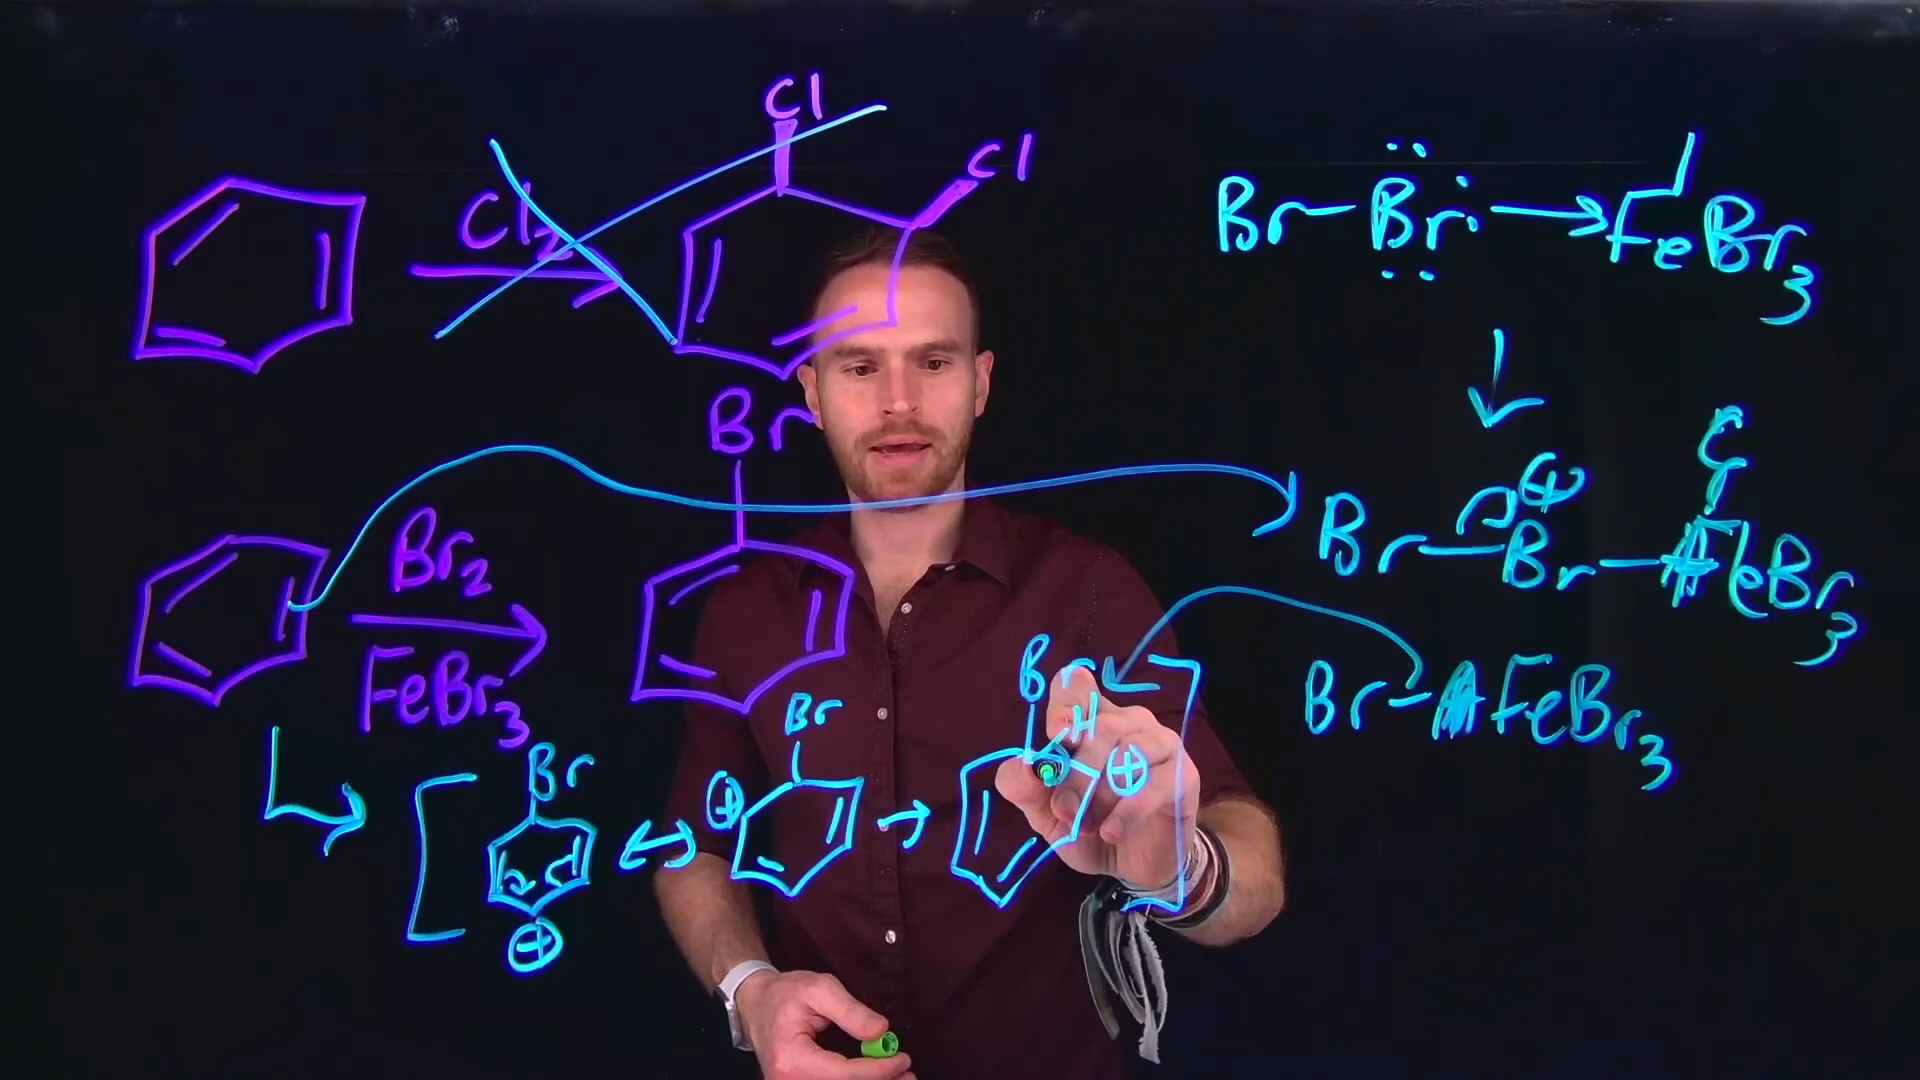 Cl
Cl
Cl2
Br–Br: → FeBr3
Br
Br–Br–FeBr3
⊕
Br2
FeBr3
Br
H
⊕
Br–FeBr3
Br
⊕
Br
⊕